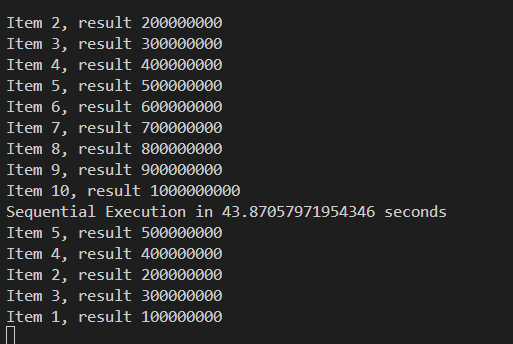 Item 2, result 200000000
Item 3, result 300000000
Item 4, result 400000000
Item 5, result 500000000
Item 6, result 600000000
Item 7, result 700000000
Item 8, result 800000000
Item 9, result 900000000
Item 10, result 1000000000
Sequential Execution in 43.87057971954346 seconds
Item 5, result 500000000
Item 4, result 400000000
Item 2, result 200000000
Item 3, result 300000000
Item 1, result 100000000